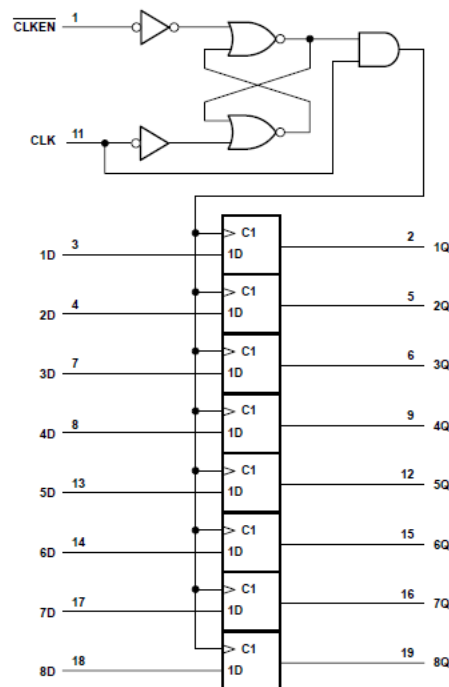 CLKEN 1
CLK 11
C1
1D 3 1D 2 1Q
C1
2D 4 1D 5 2Q
C1
3D 7 1D 6 3Q
C1
4D 8 1D 9 4Q
C1
5D 13 1D 12 5Q
C1
6D 14 1D 15 6Q
C1
7D 17 1D 16 7Q
C1
8D 18 1D 19 8Q